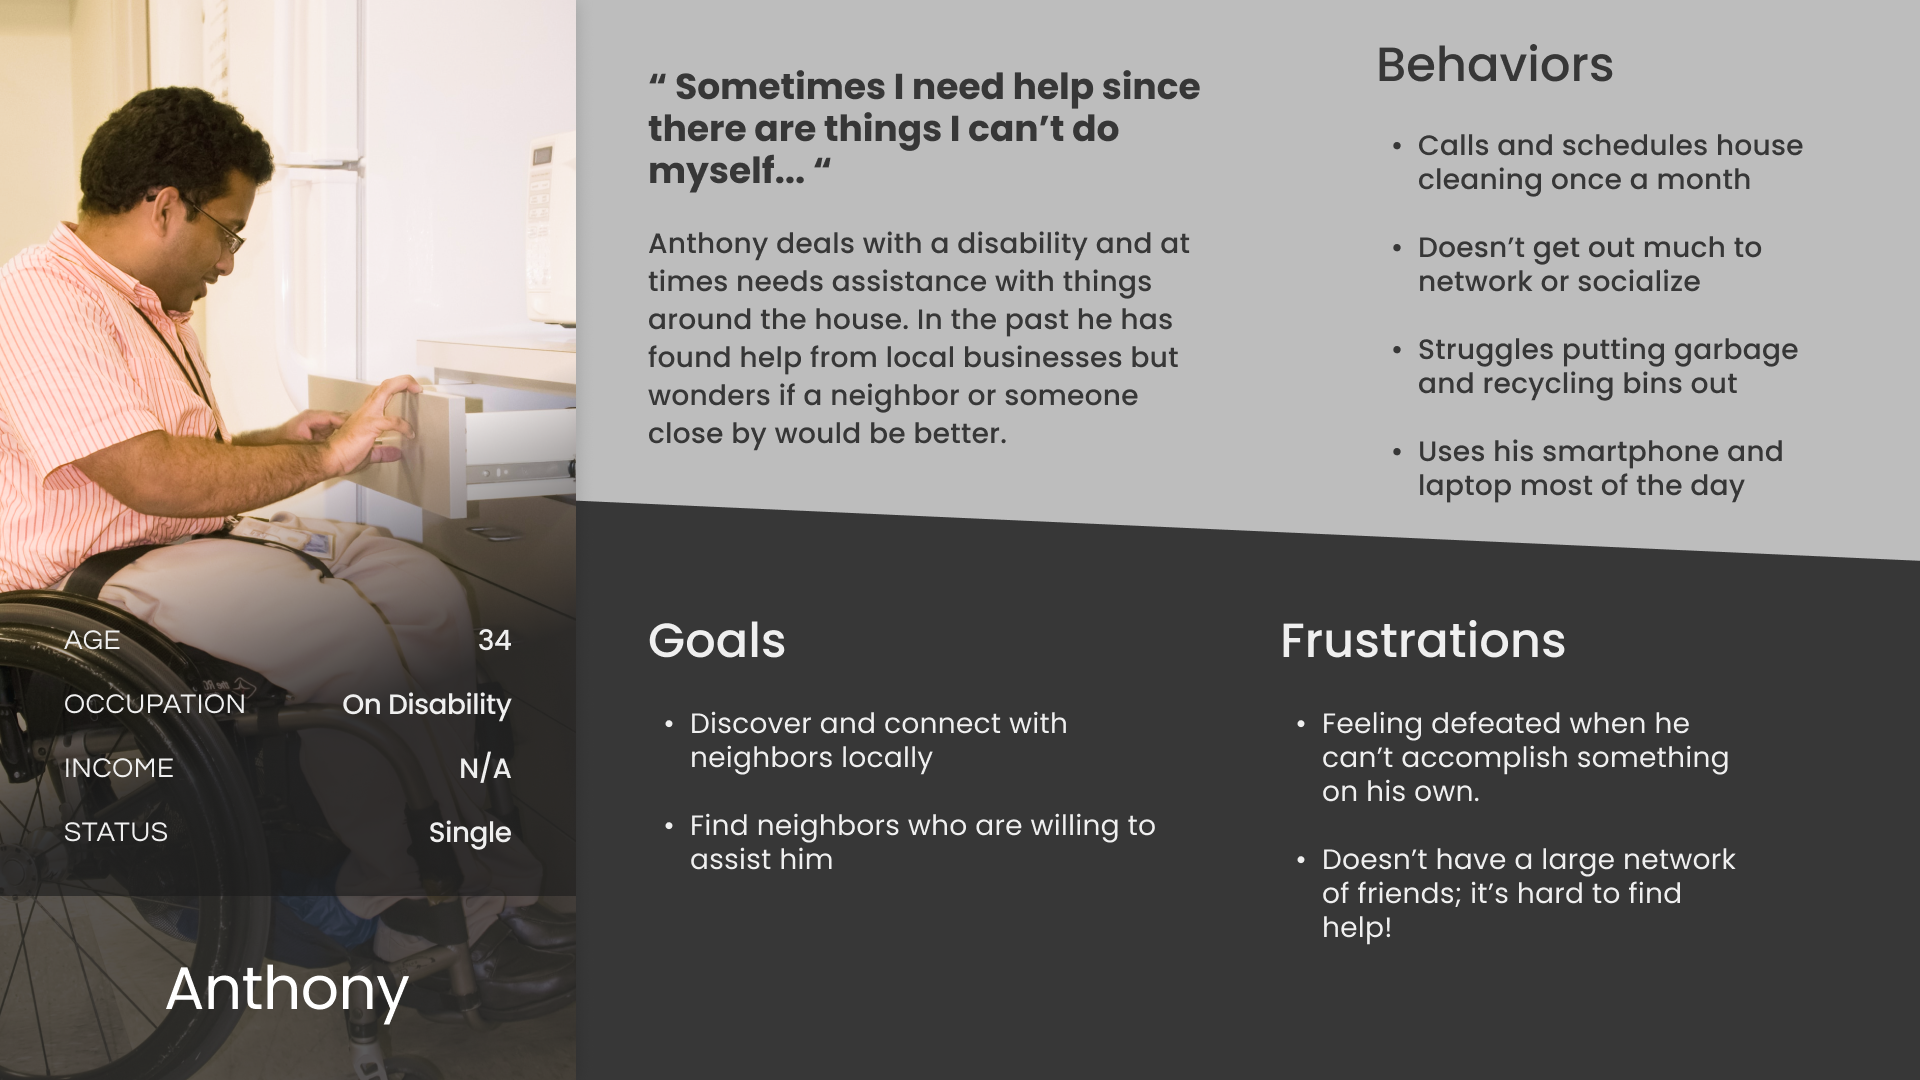 “ Sometimes I need help since
there are things I can’t do
myself... “
Anthony deals with a disability and at
times needs assistance with things
around the house. In the past he has
found help from local businesses but
wonders if a neighbor or someone
close by would be better.
Behaviors
• Calls and schedules house
cleaning once a month
• Doesn’t get out much to
network or socialize
• Struggles putting garbage
and recycling bins out
• Uses his smartphone and
laptop most of the day
AGE 34
OCCUPATION On Disability
INCOME N/A
STATUS Single
Anthony
Goals
• Discover and connect with
neighbors locally
• Find neighbors who are willing to
assist him
Frustrations
• Feeling defeated when he
can’t accomplish something
on his own.
• Doesn’t have a large network
of friends; it’s hard to find
help!